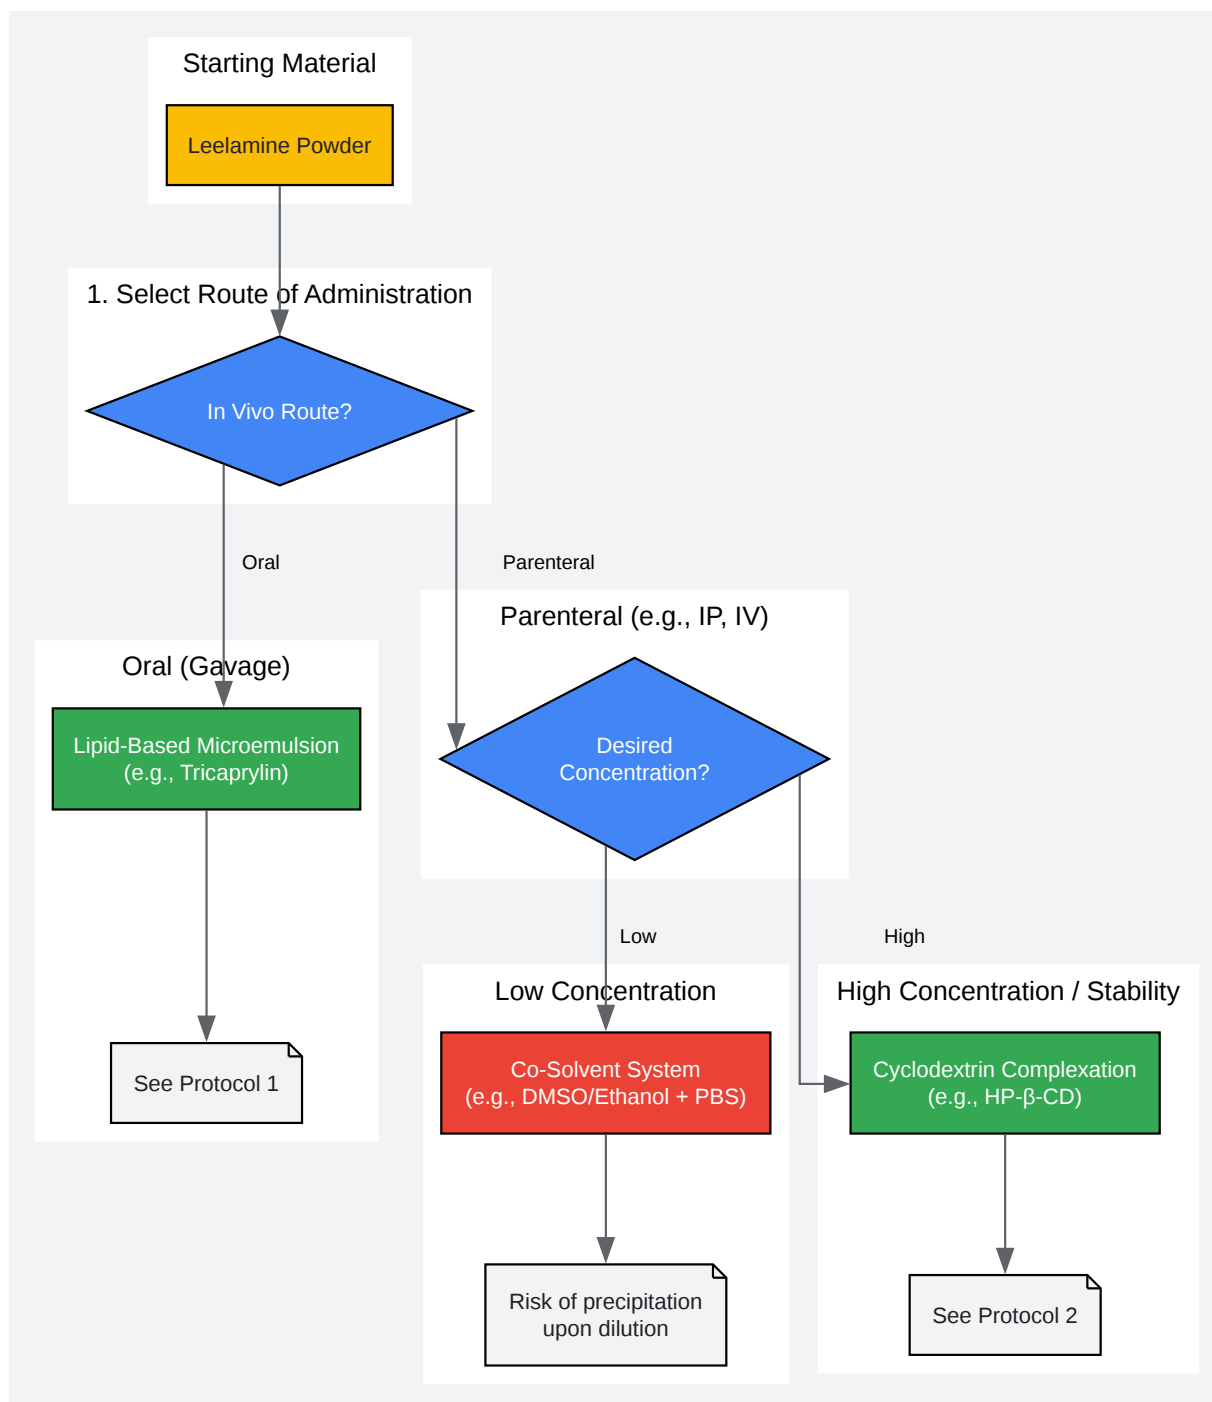 Starting Material
Leelamine Powder
1. Select Route of Administration
In Vivo Route?
Oral
Parenteral
Parenteral (e.g., IP, IV)
Oral (Gavage)
Lipid-Based Microemulsion
(e.g., Tricaprylin)
Desired
Concentration?
Low
High
Low Concentration
High Concentration / Stability
See Protocol 1
Co-Solvent System
(e.g., DMSO/Ethanol + PBS)
Cyclodextrin Complexation
(e.g., HP-β-CD)
Risk of precipitation
upon dilution
See Protocol 2